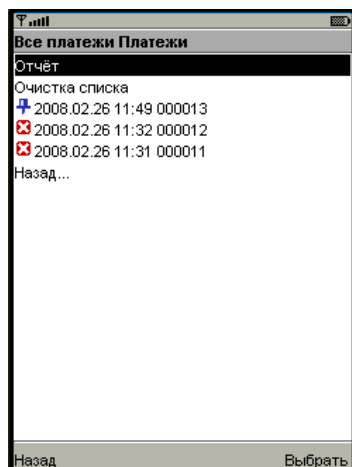 Все платежи Платежи
Отчёт
Очистка списка
2008.02.26 11:49 000013
2008.02.26 11:32 000012
2008.02.26 11:31 000011
Назад...
Назад Выбрать